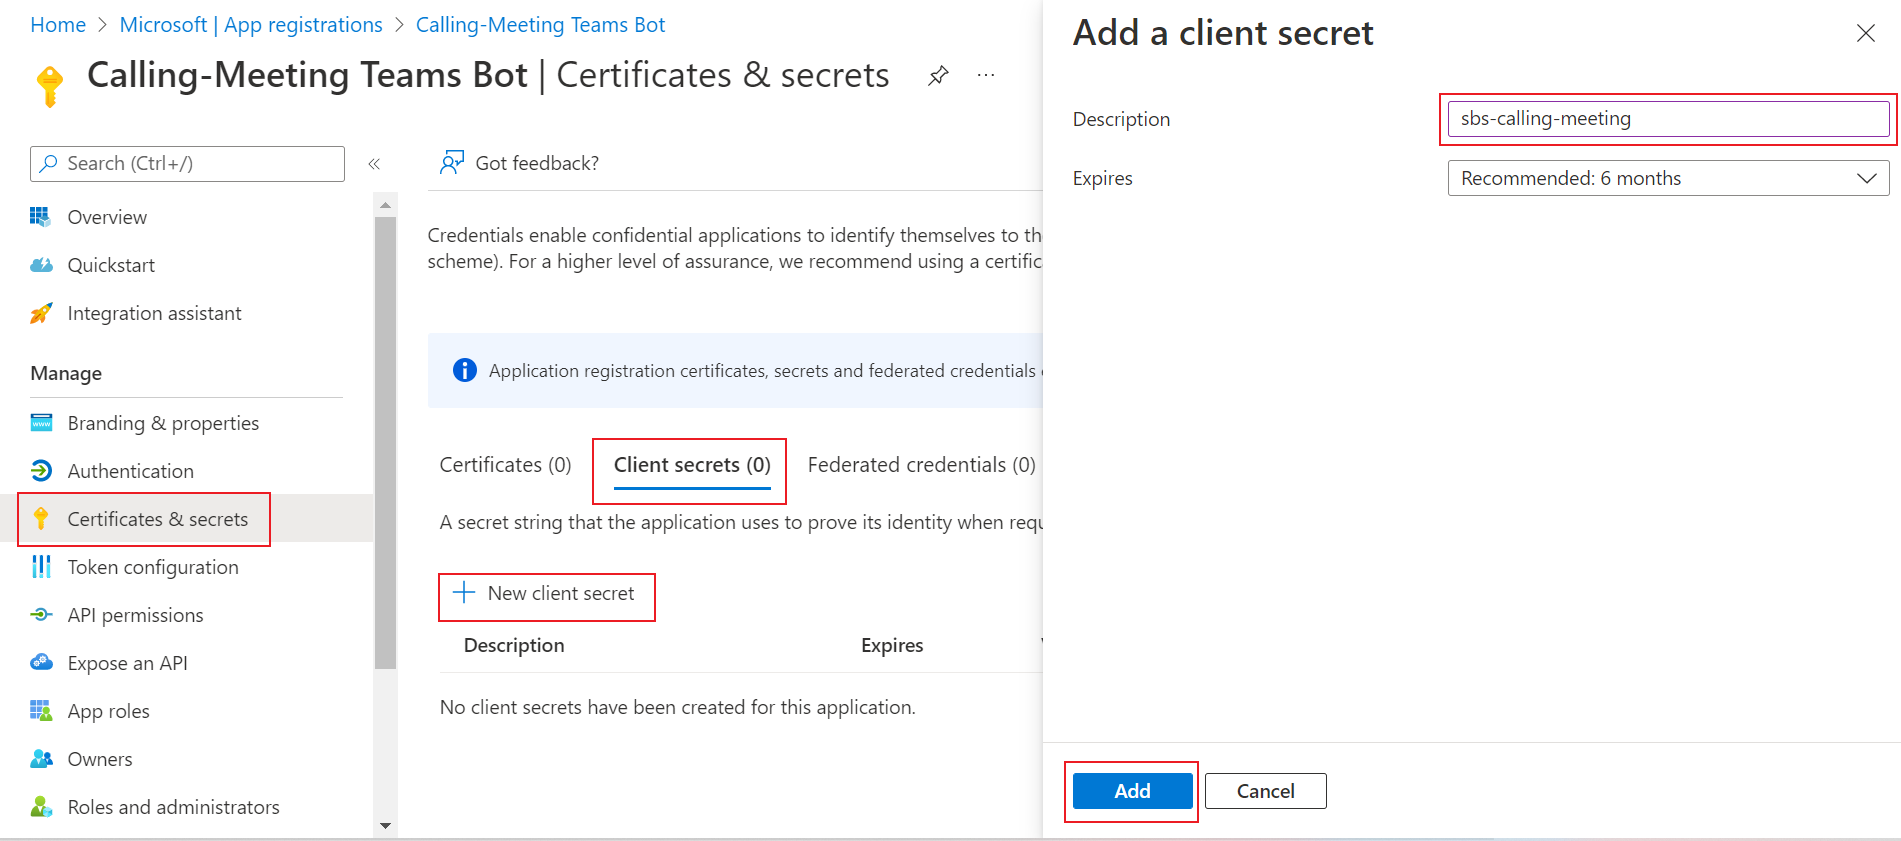 Home > Microsoft | App registrations > Calling-Meeting Teams Bot
Calling-Meeting Teams Bot | Certificates & secrets
Search (Ctrl+/)
Overview
Quickstart
Integration assistant
Manage
Branding & properties
Authentication
Certificates & secrets
Token configuration
API permissions
Expose an API
App roles
Owners
Roles and administrators
Got feedback?
Credentials enable confidential applications to identify themselves to
scheme). For a higher level of assurance, we recommend using a
Application registration certificates, secrets and federated credentials
Certificates (0) Client secrets (0) Federated credentials (0)
A secret string that the application uses to prove its identity when
New client secret
Description Expires
No client secrets have been created for this application.
Add a client secret
Description sbs-calling-meeting
Expires Recommended: 6 months
Add Cancel